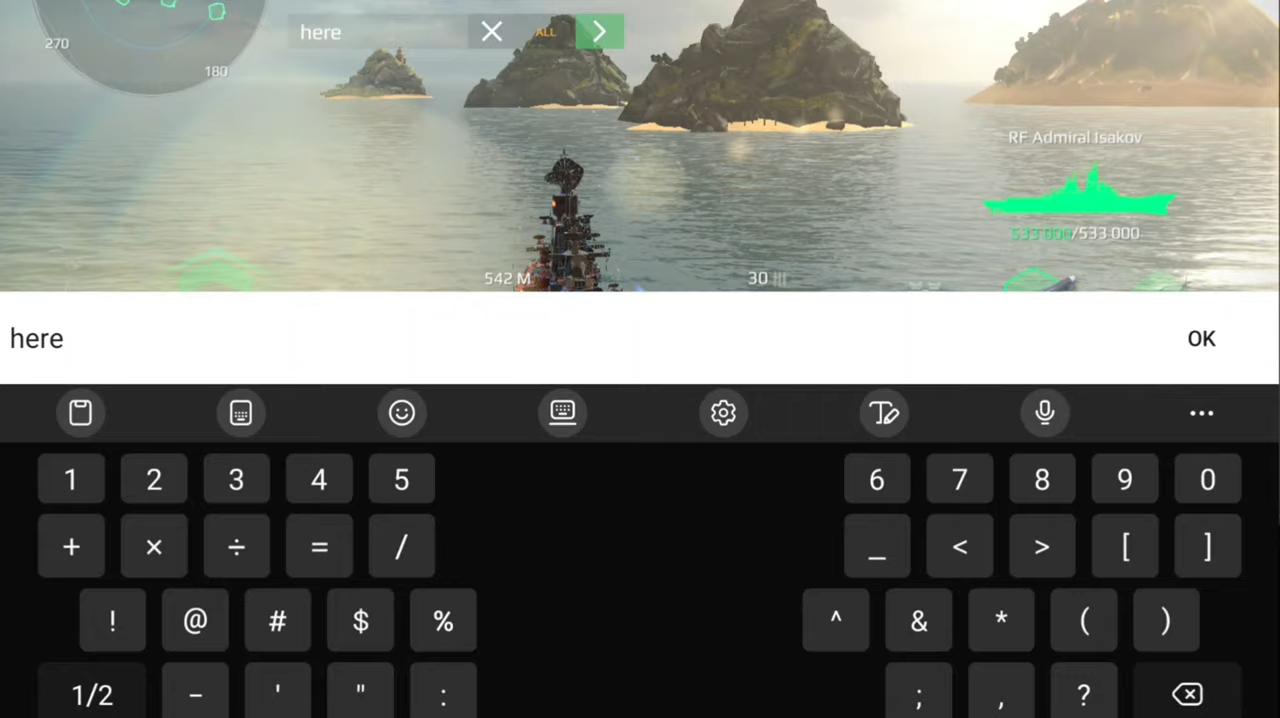 270
180
here
ALL
RF Admiral Isakov
533 000/533 000
542 M
30
here
OK
1 2 3 4 5 6 7 8 9 0
+ × ÷ = / _ < > [ ]
! @ # $ % ^ & * ( )
1/2 - ' " : ; , ?